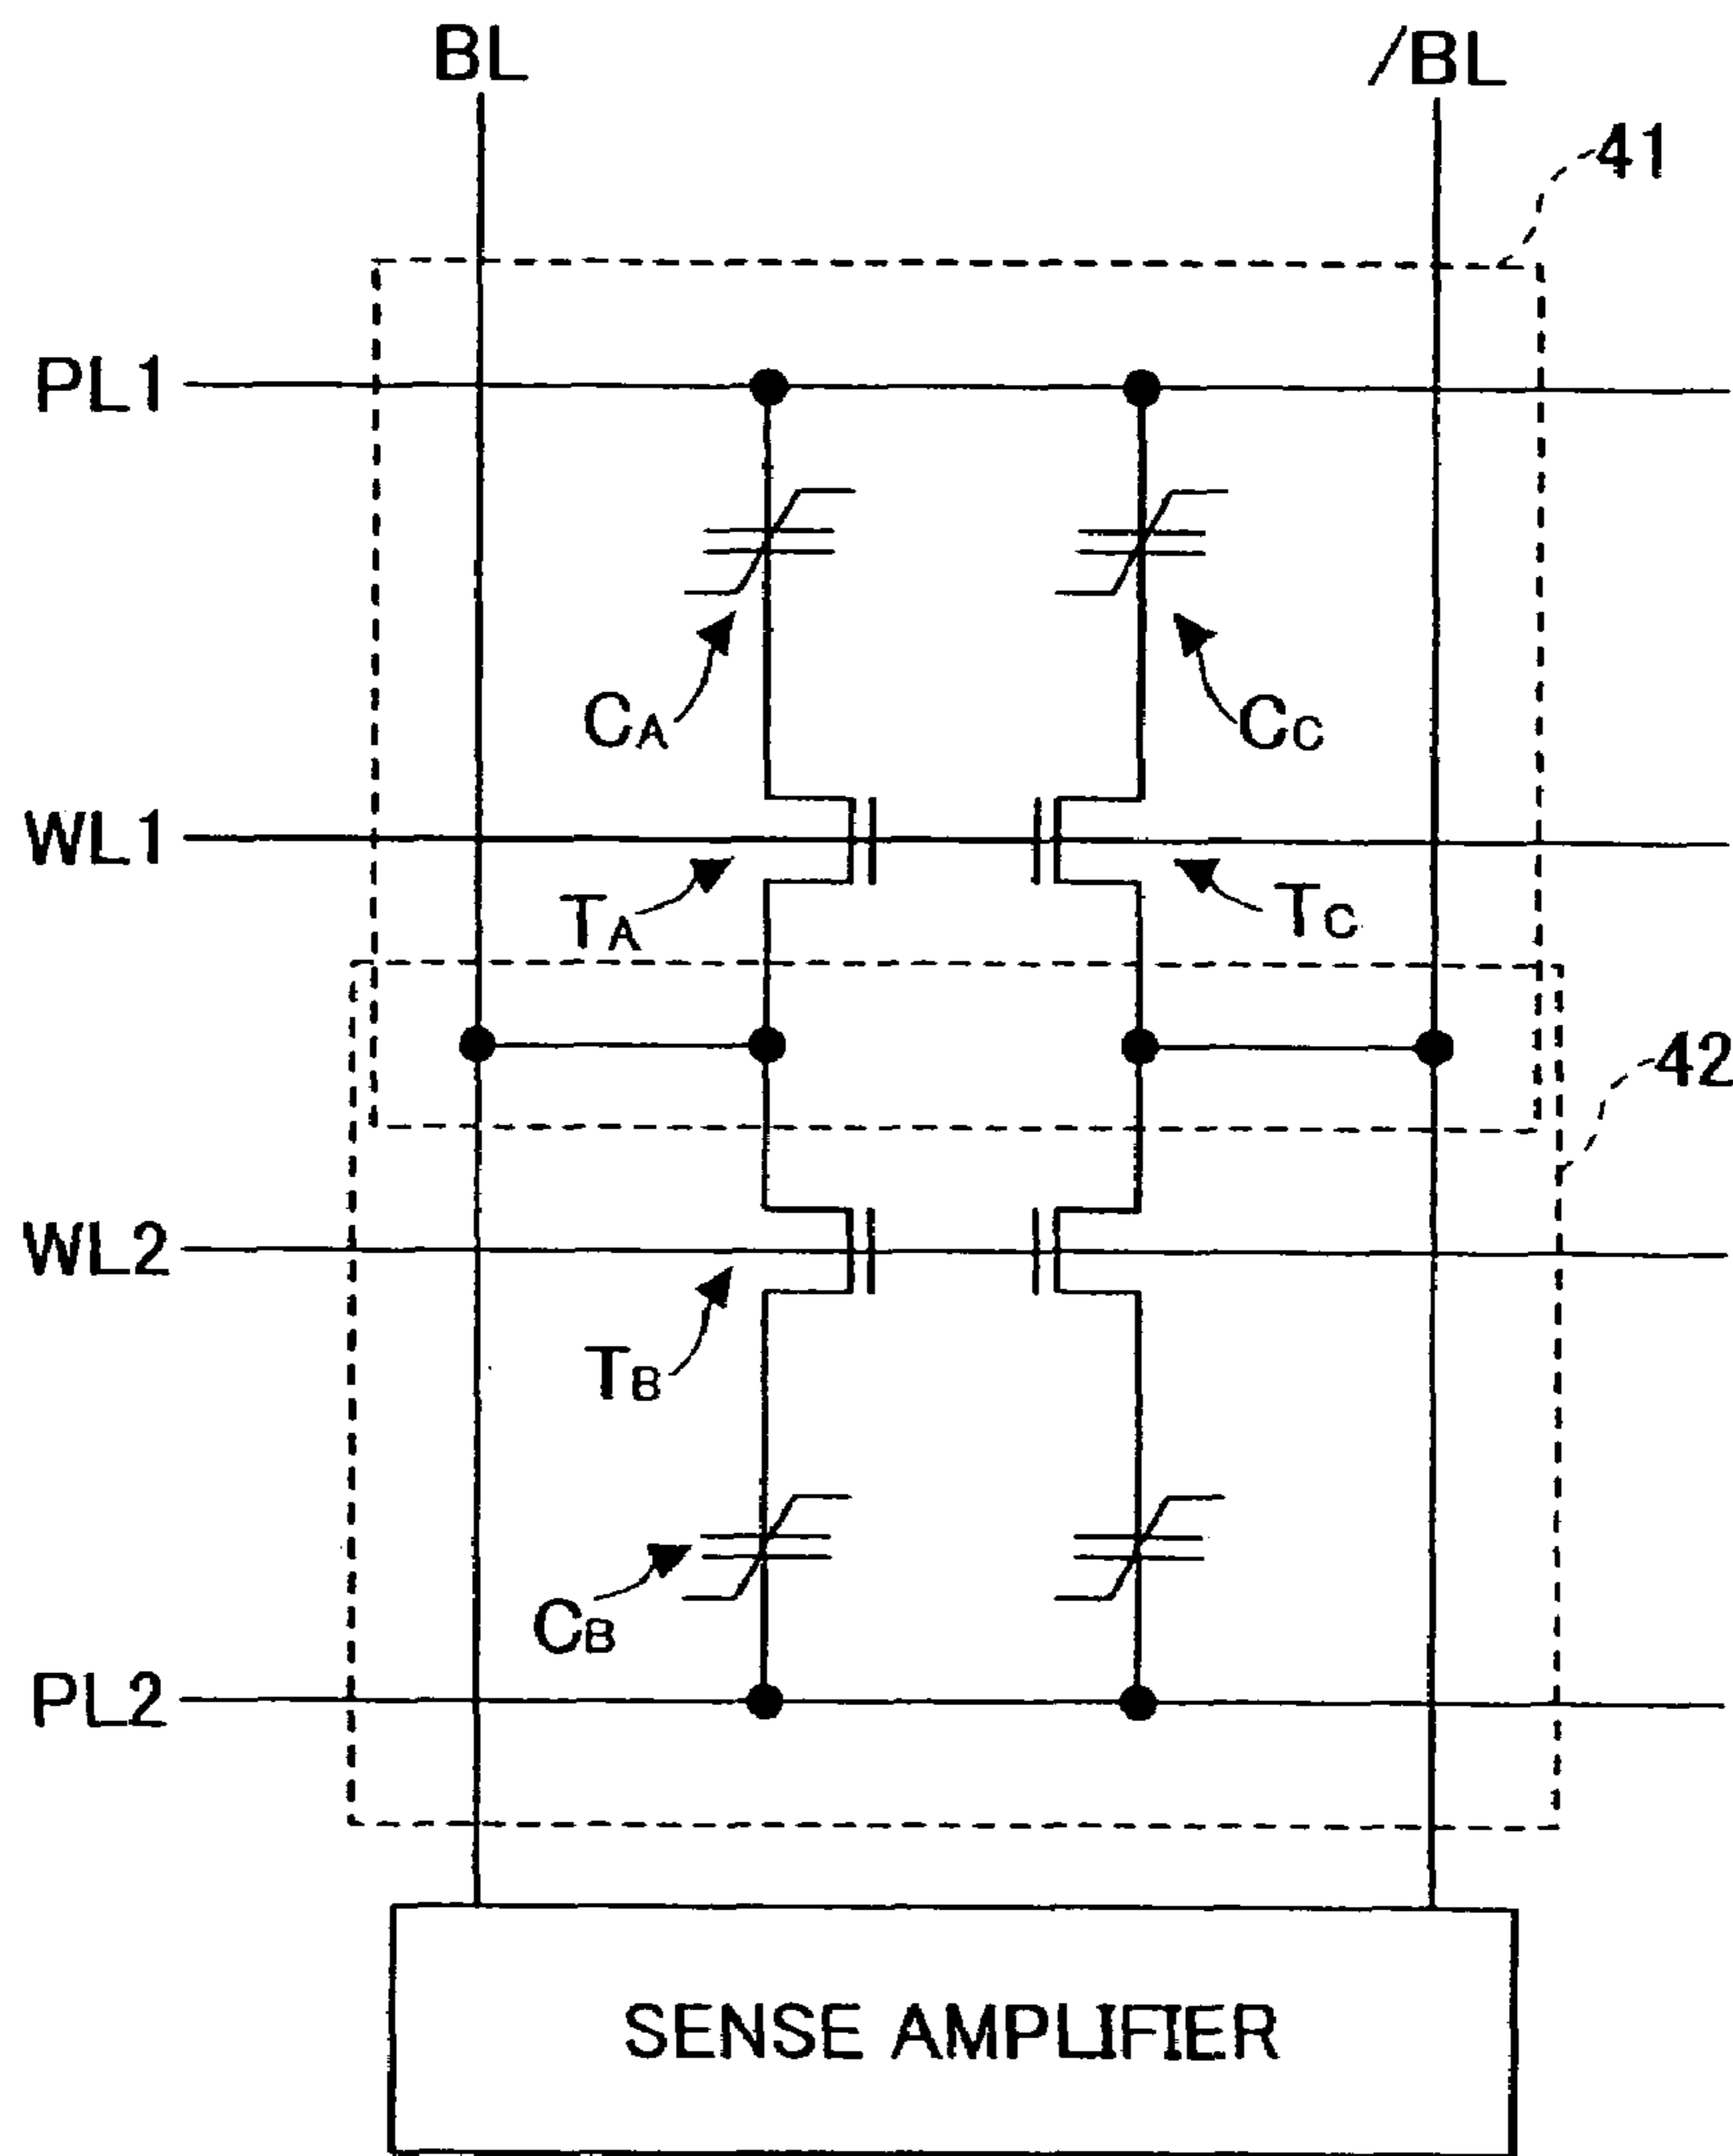 BL /BL
41
PL1
CA CC
WL1
TA TC
42
WL2
TB
CB
PL2
SENSE AMPLIFIER